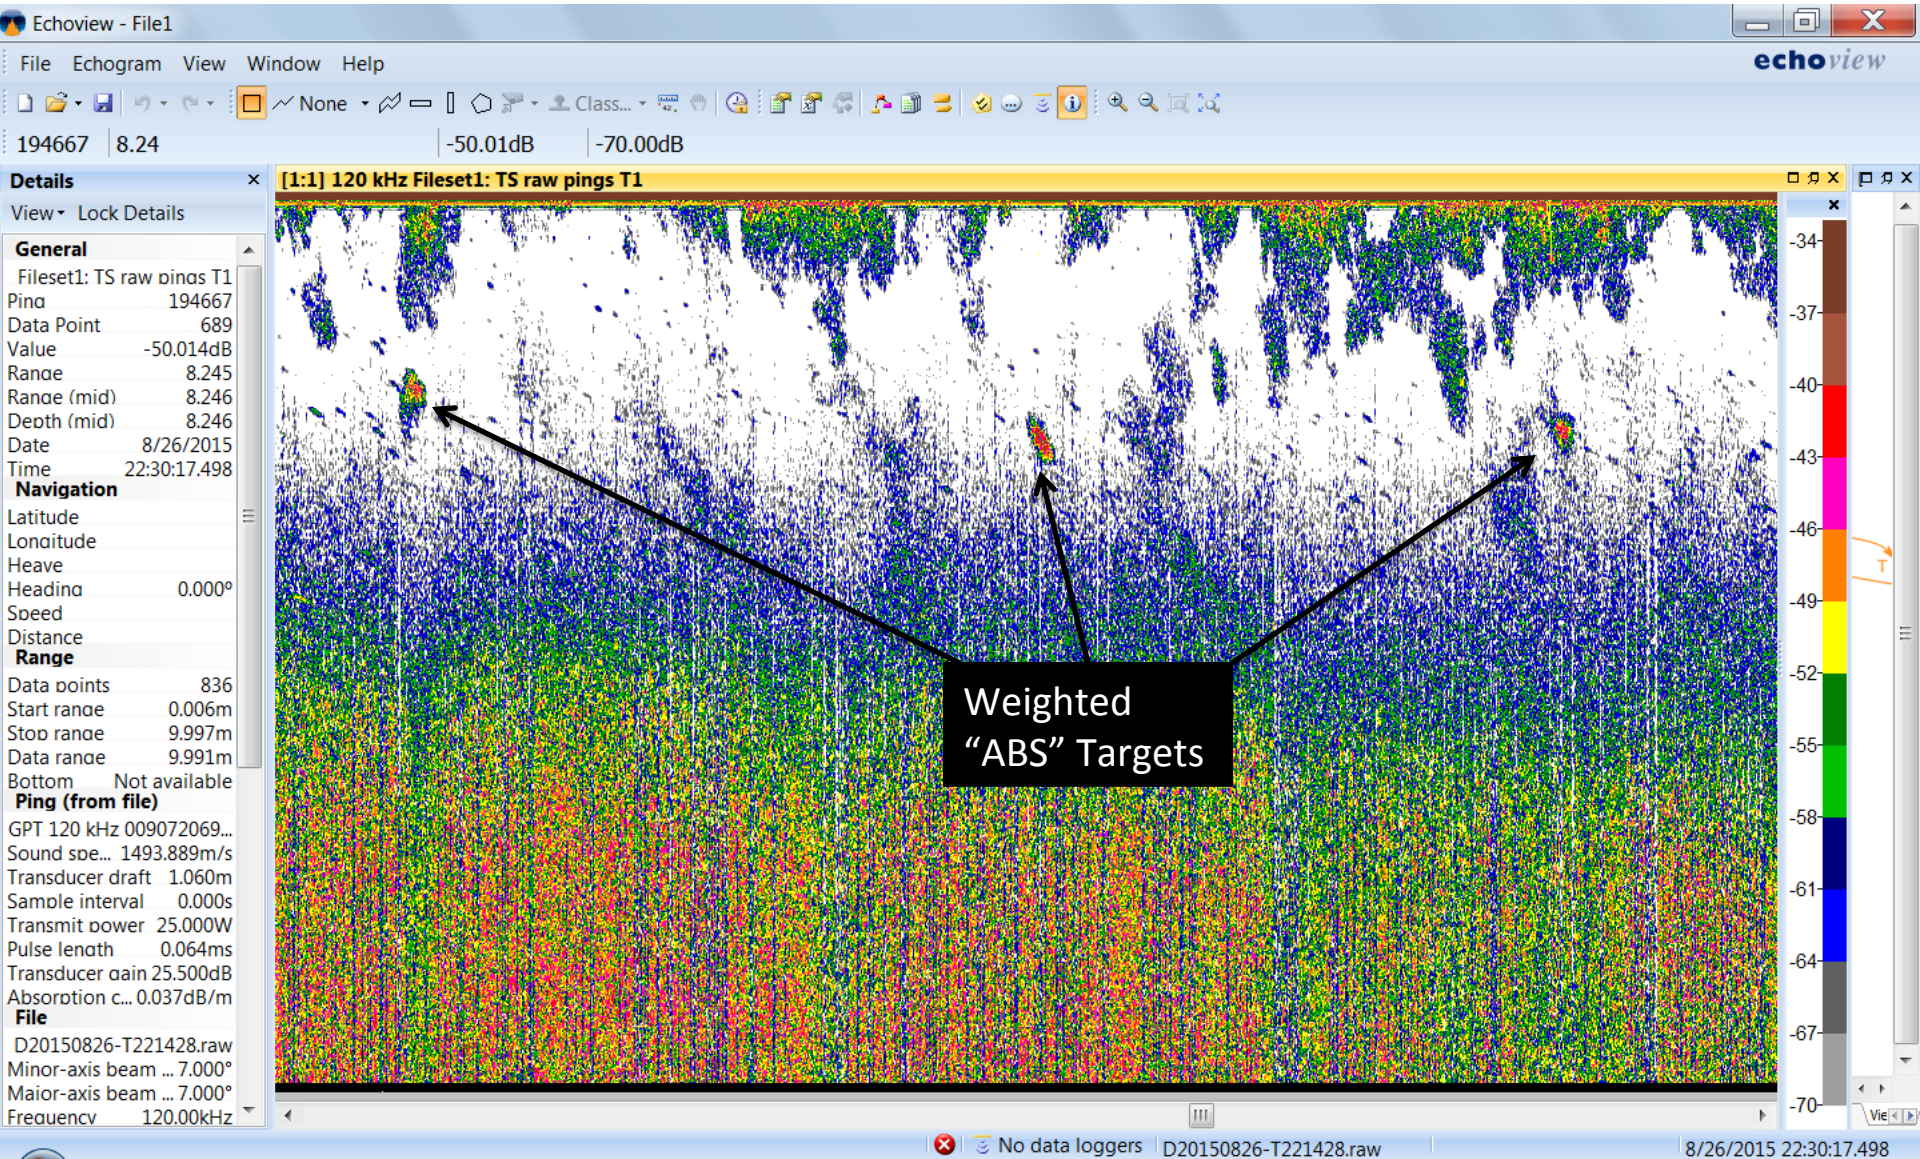 Echoview - File1
File Echogram View Window Help
echoview
None Class...
194667 8.24 -50.01dB -70.00dB
Details
View Lock Details
General
Fileset1: TS raw pings T1
Ping 194667
Data Point 689
Value -50.014dB
Range 8.245
Range (mid) 8.246
Depth (mid) 8.246
Date 8/26/2015
Time 22:30:17.498
Navigation
Latitude
Longitude
Heave
Heading 0.000°
Speed
Distance
Range
Data points 836
Start range 0.006m
Stop range 9.997m
Data range 9.991m
Bottom Not available
Ping (from file)
GPT 120 kHz 009072069...
Sound spe... 1493.889m/s
Transducer draft 1.060m
Sample interval 0.000s
Transmit power 25.000W
Pulse length 0.064ms
Transducer gain 25.500dB
Absorption c... 0.037dB/m
File
D20150826-T221428.raw
Minor-axis beam ... 7.000°
Major-axis beam ... 7.000°
Frequency 120.00kHz
[1:1] 120 kHz Fileset1: TS raw pings T1
Weighted
“ABS” Targets
-34
-37
-40
-43
-46
-49
-52
-55
-58
-61
-64
-67
-70
T
Vie
No data loggers D20150826-T221428.raw 8/26/2015 22:30:17.498